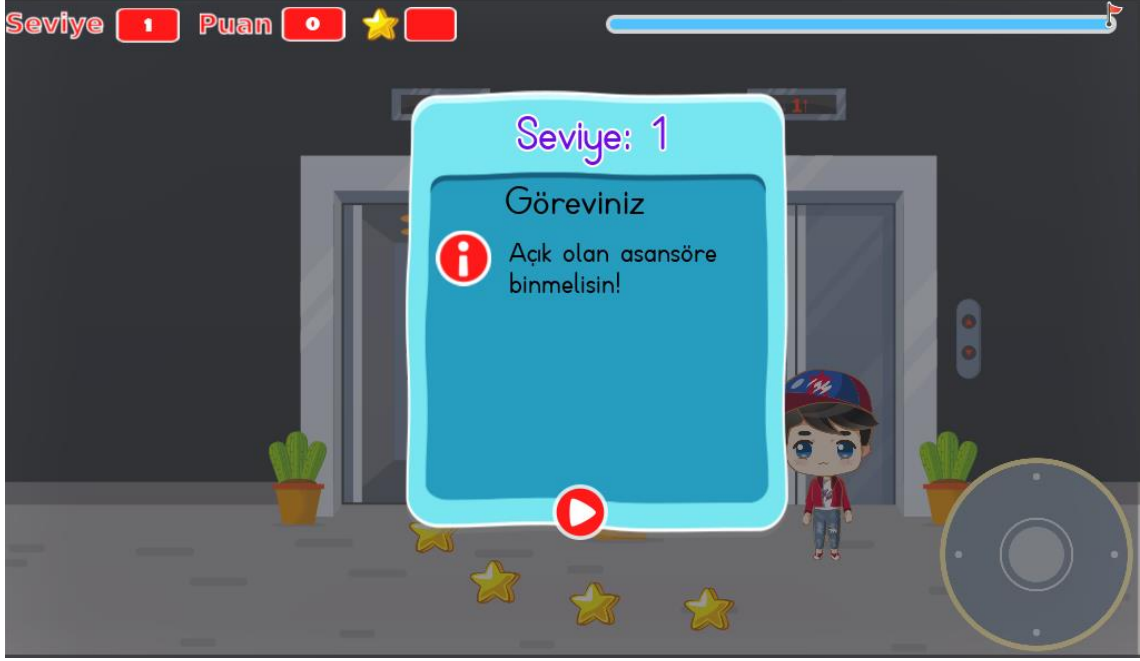 Seviye 1 Puan 0
1
Seviye: 1
Göreviniz
Açık olan asansöre
binmelisin!